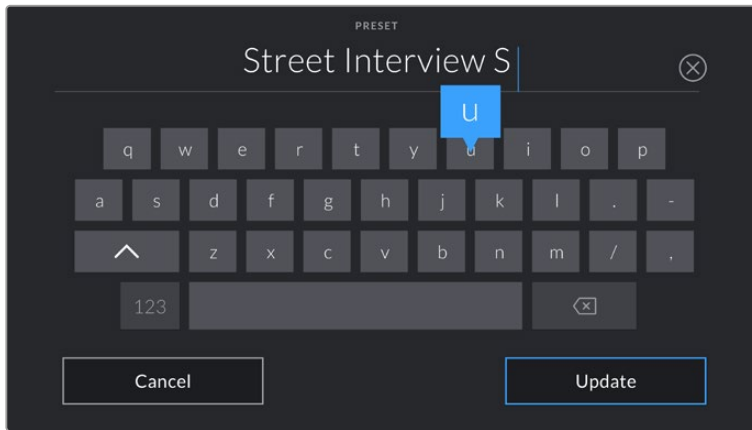 PRESET
Street Interview S
u
q w e r t y u i o p
a s d f g h j k l . -
z x c v b n m / ,
123
Cancel Update